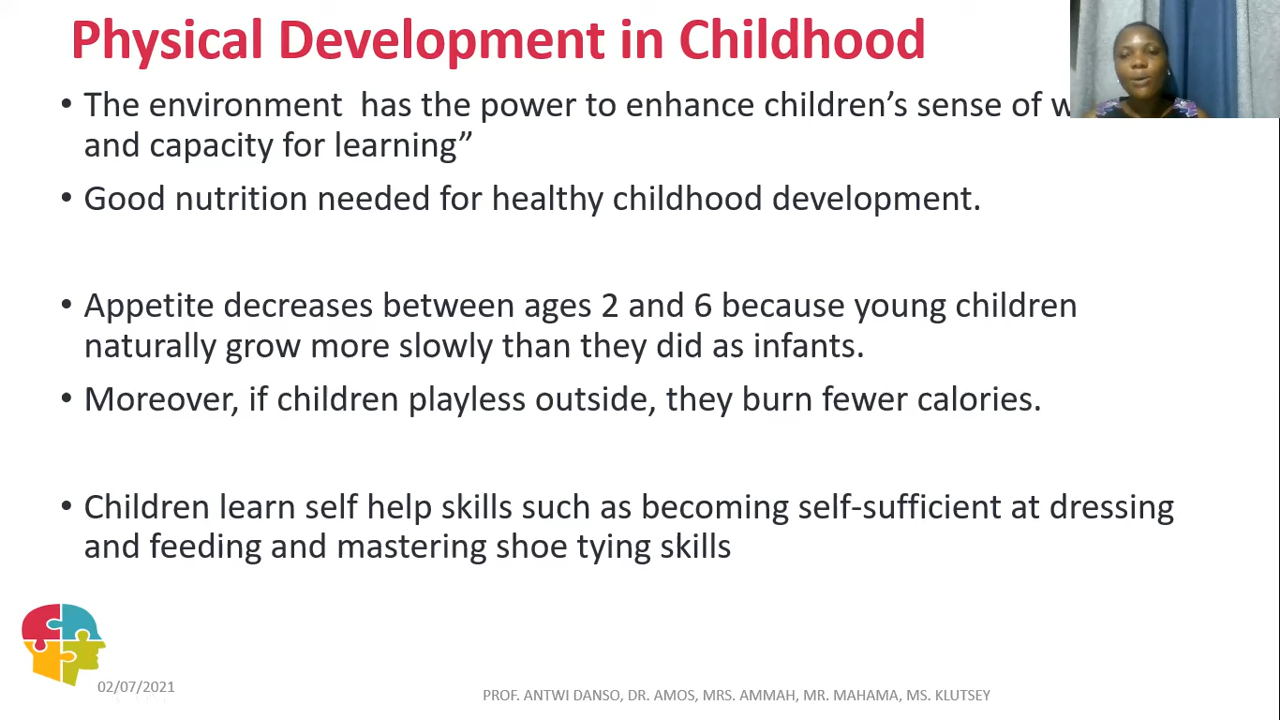 Physical Development in Childhood
• The environment has the power to enhance children's sense of
and capacity for learning”
• Good nutrition needed for healthy childhood development.
• Appetite decreases between ages 2 and 6 because young children
naturally grow more slowly than they did as infants.
• Moreover, if children playless outside, they burn fewer calories.
• Children learn self help skills such as becoming self-sufficient at dressing
and feeding and mastering shoe tying skills
02/07/2021
PROF. ANTWI DANSO, DR. AMOS, MRS. AMMAH, MR. MAHAMA, MS. KLUTSEY